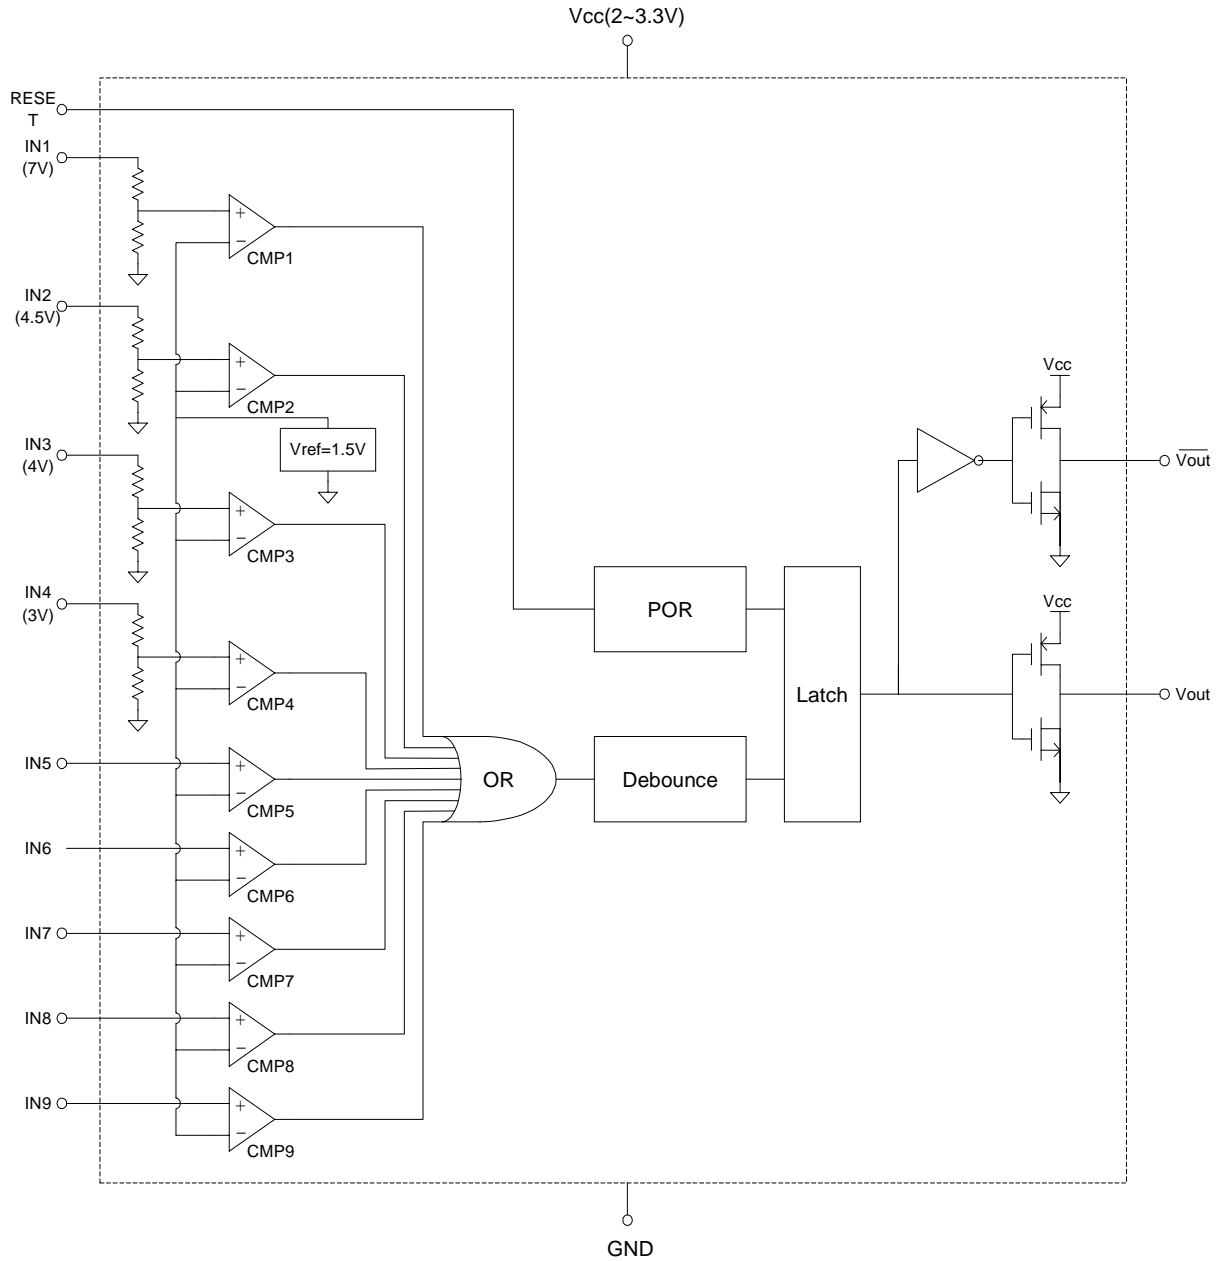 Vcc(2~3.3V)
RESE
T
IN1
(7V)
+
−
CMP1
IN2
(4.5V)
+
−
CMP2
Vref=1.5V
IN3
(4V)
+
−
CMP3
IN4
(3V)
+
−
CMP4
IN5
+
−
CMP5
IN6
+
−
CMP6
IN7
+
−
CMP7
IN8
+
−
CMP8
IN9
+
−
CMP9
OR
POR
Debounce
Latch
Vcc
Vout
Vcc
Vout
GND